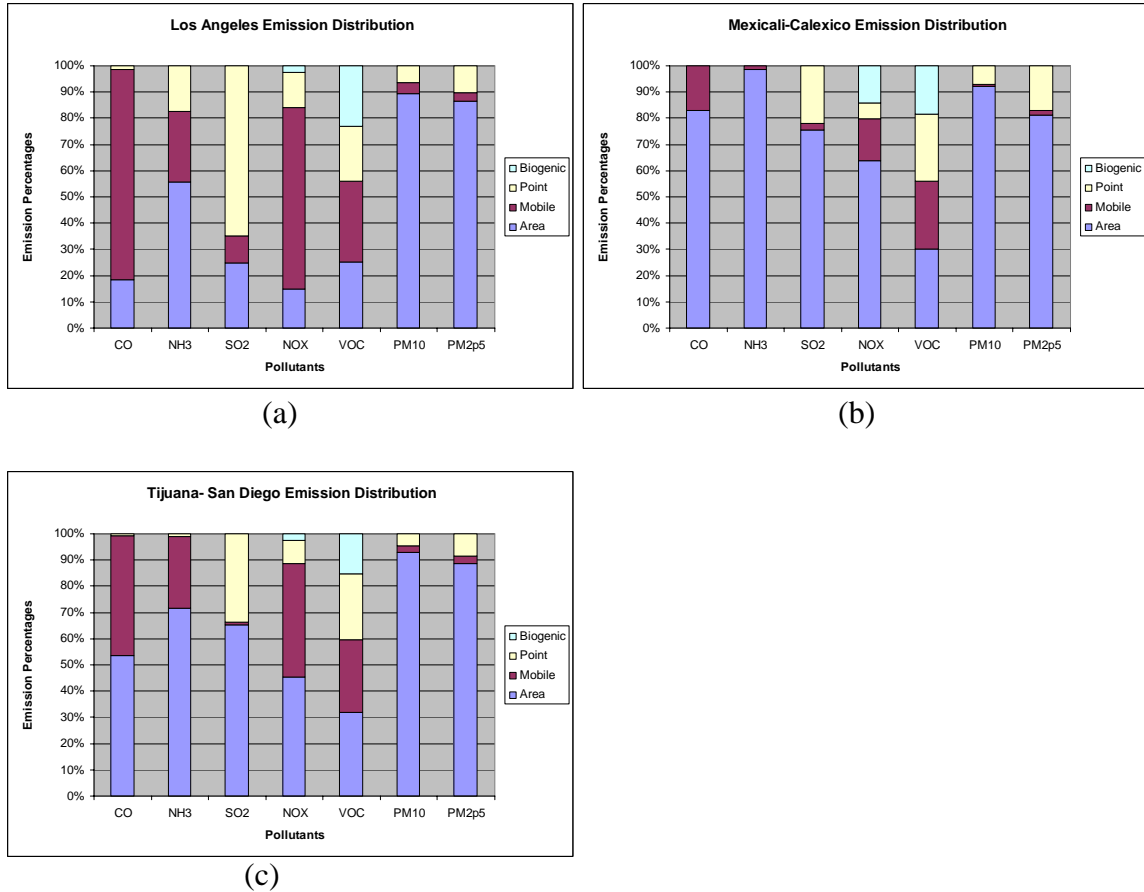 Los Angeles Emission Distribution
100%
90%
80%
70%
60%
50%
40%
30%
20%
10%
0%
Emission Percentages
CO NH3 SO2 NOX VOC PM10 PM2p5
Pollutants
Biogenic
Point
Mobile
Area
(a)
Mexicali-Calexico Emission Distribution
100%
90%
80%
70%
60%
50%
40%
30%
20%
10%
0%
Emission Percentages
CO NH3 SO2 NOX VOC PM10 PM2p5
Pollutants
Biogenic
Point
Mobile
Area
(b)
Tijuana- San Diego Emission Distribution
100%
90%
80%
70%
60%
50%
40%
30%
20%
10%
0%
Emission Percentages
CO NH3 SO2 NOX VOC PM10 PM2p5
Pollutants
Biogenic
Point
Mobile
Area
(c)